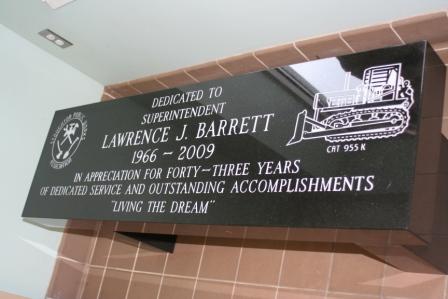 DEDICATED TO
SUPERINTENDENT
LAWRENCE J. BARRETT
1966 ~ 2009
IN APPRECIATION FOR FORTY-THREE YEARS
OF DEDICATED SERVICE AND OUTSTANDING ACCOMPLISHMENTS
"LIVING THE DREAM"
CAT 955 K